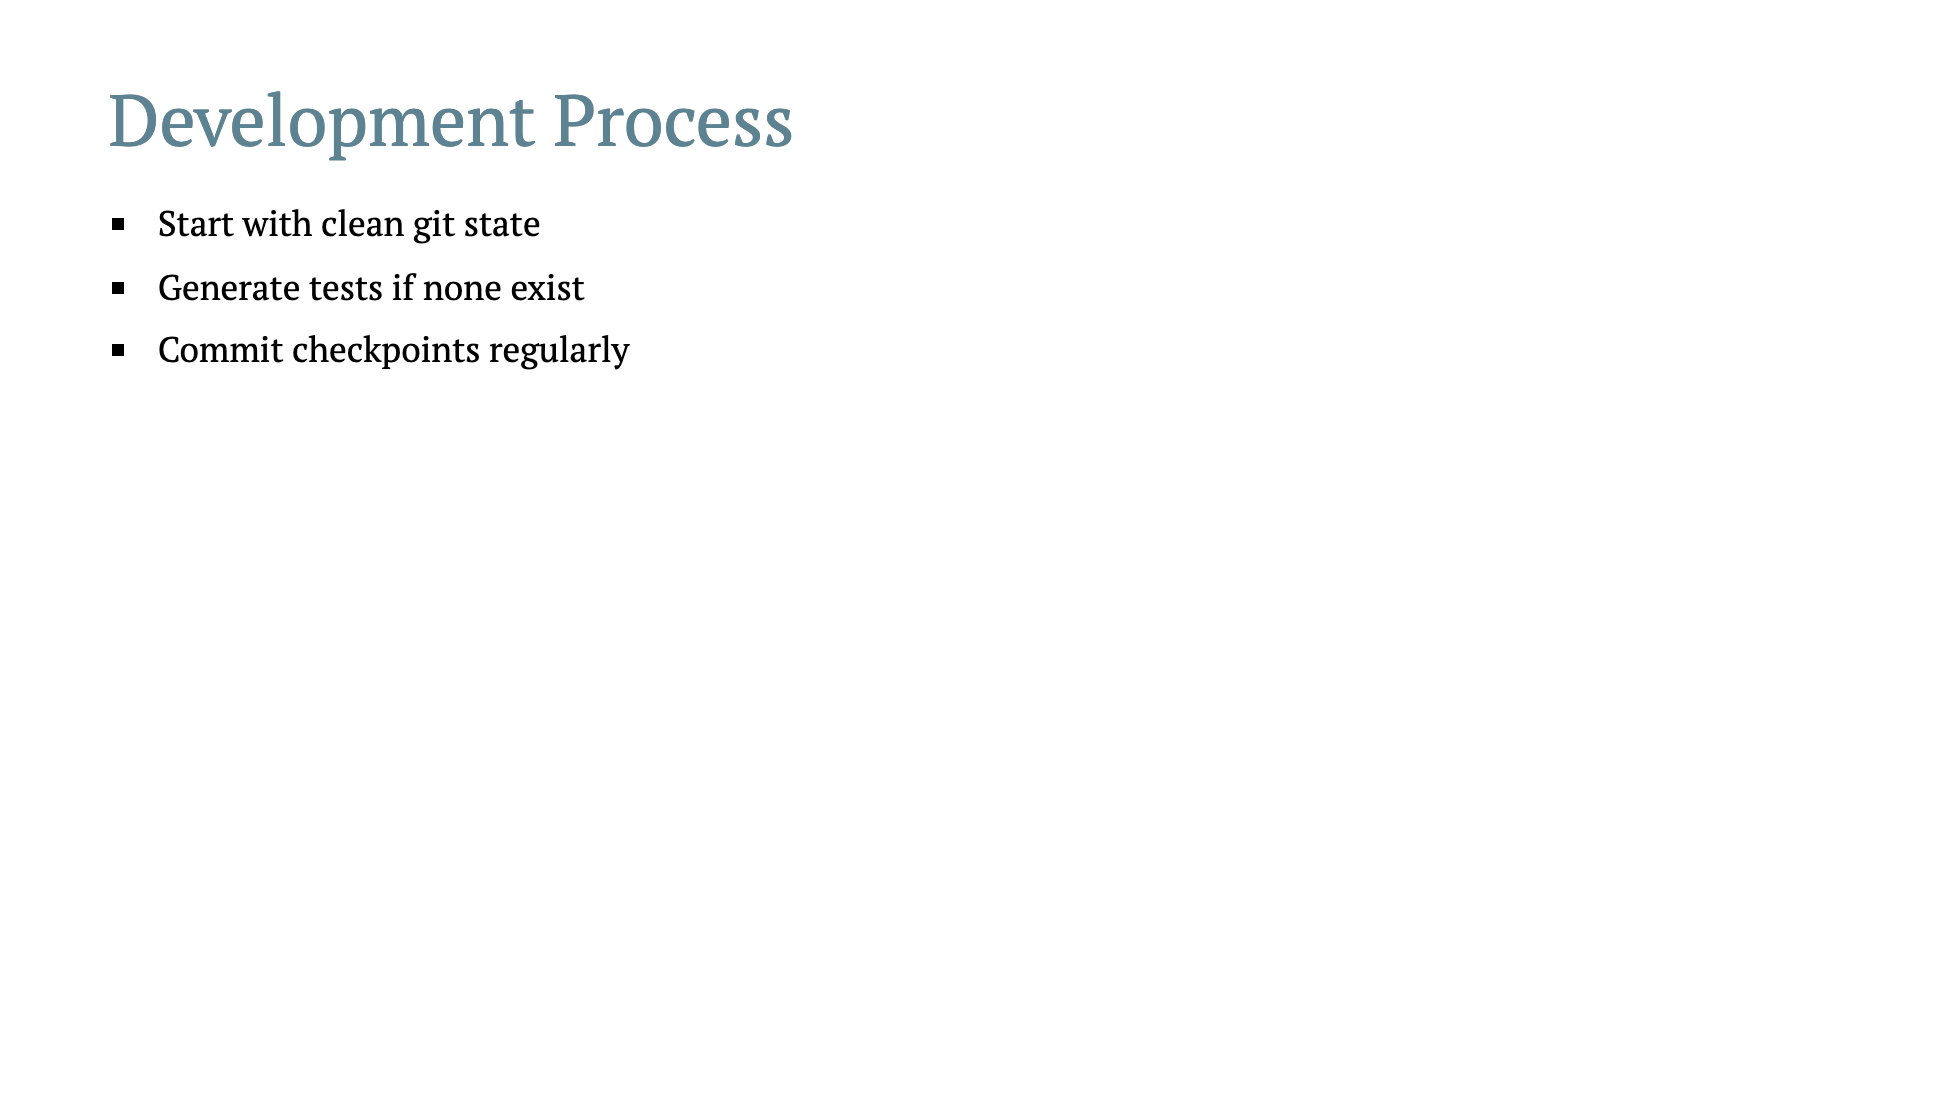 Development Process
▪ Start with clean git state
▪ Generate tests if none exist
▪ Commit checkpoints regularly